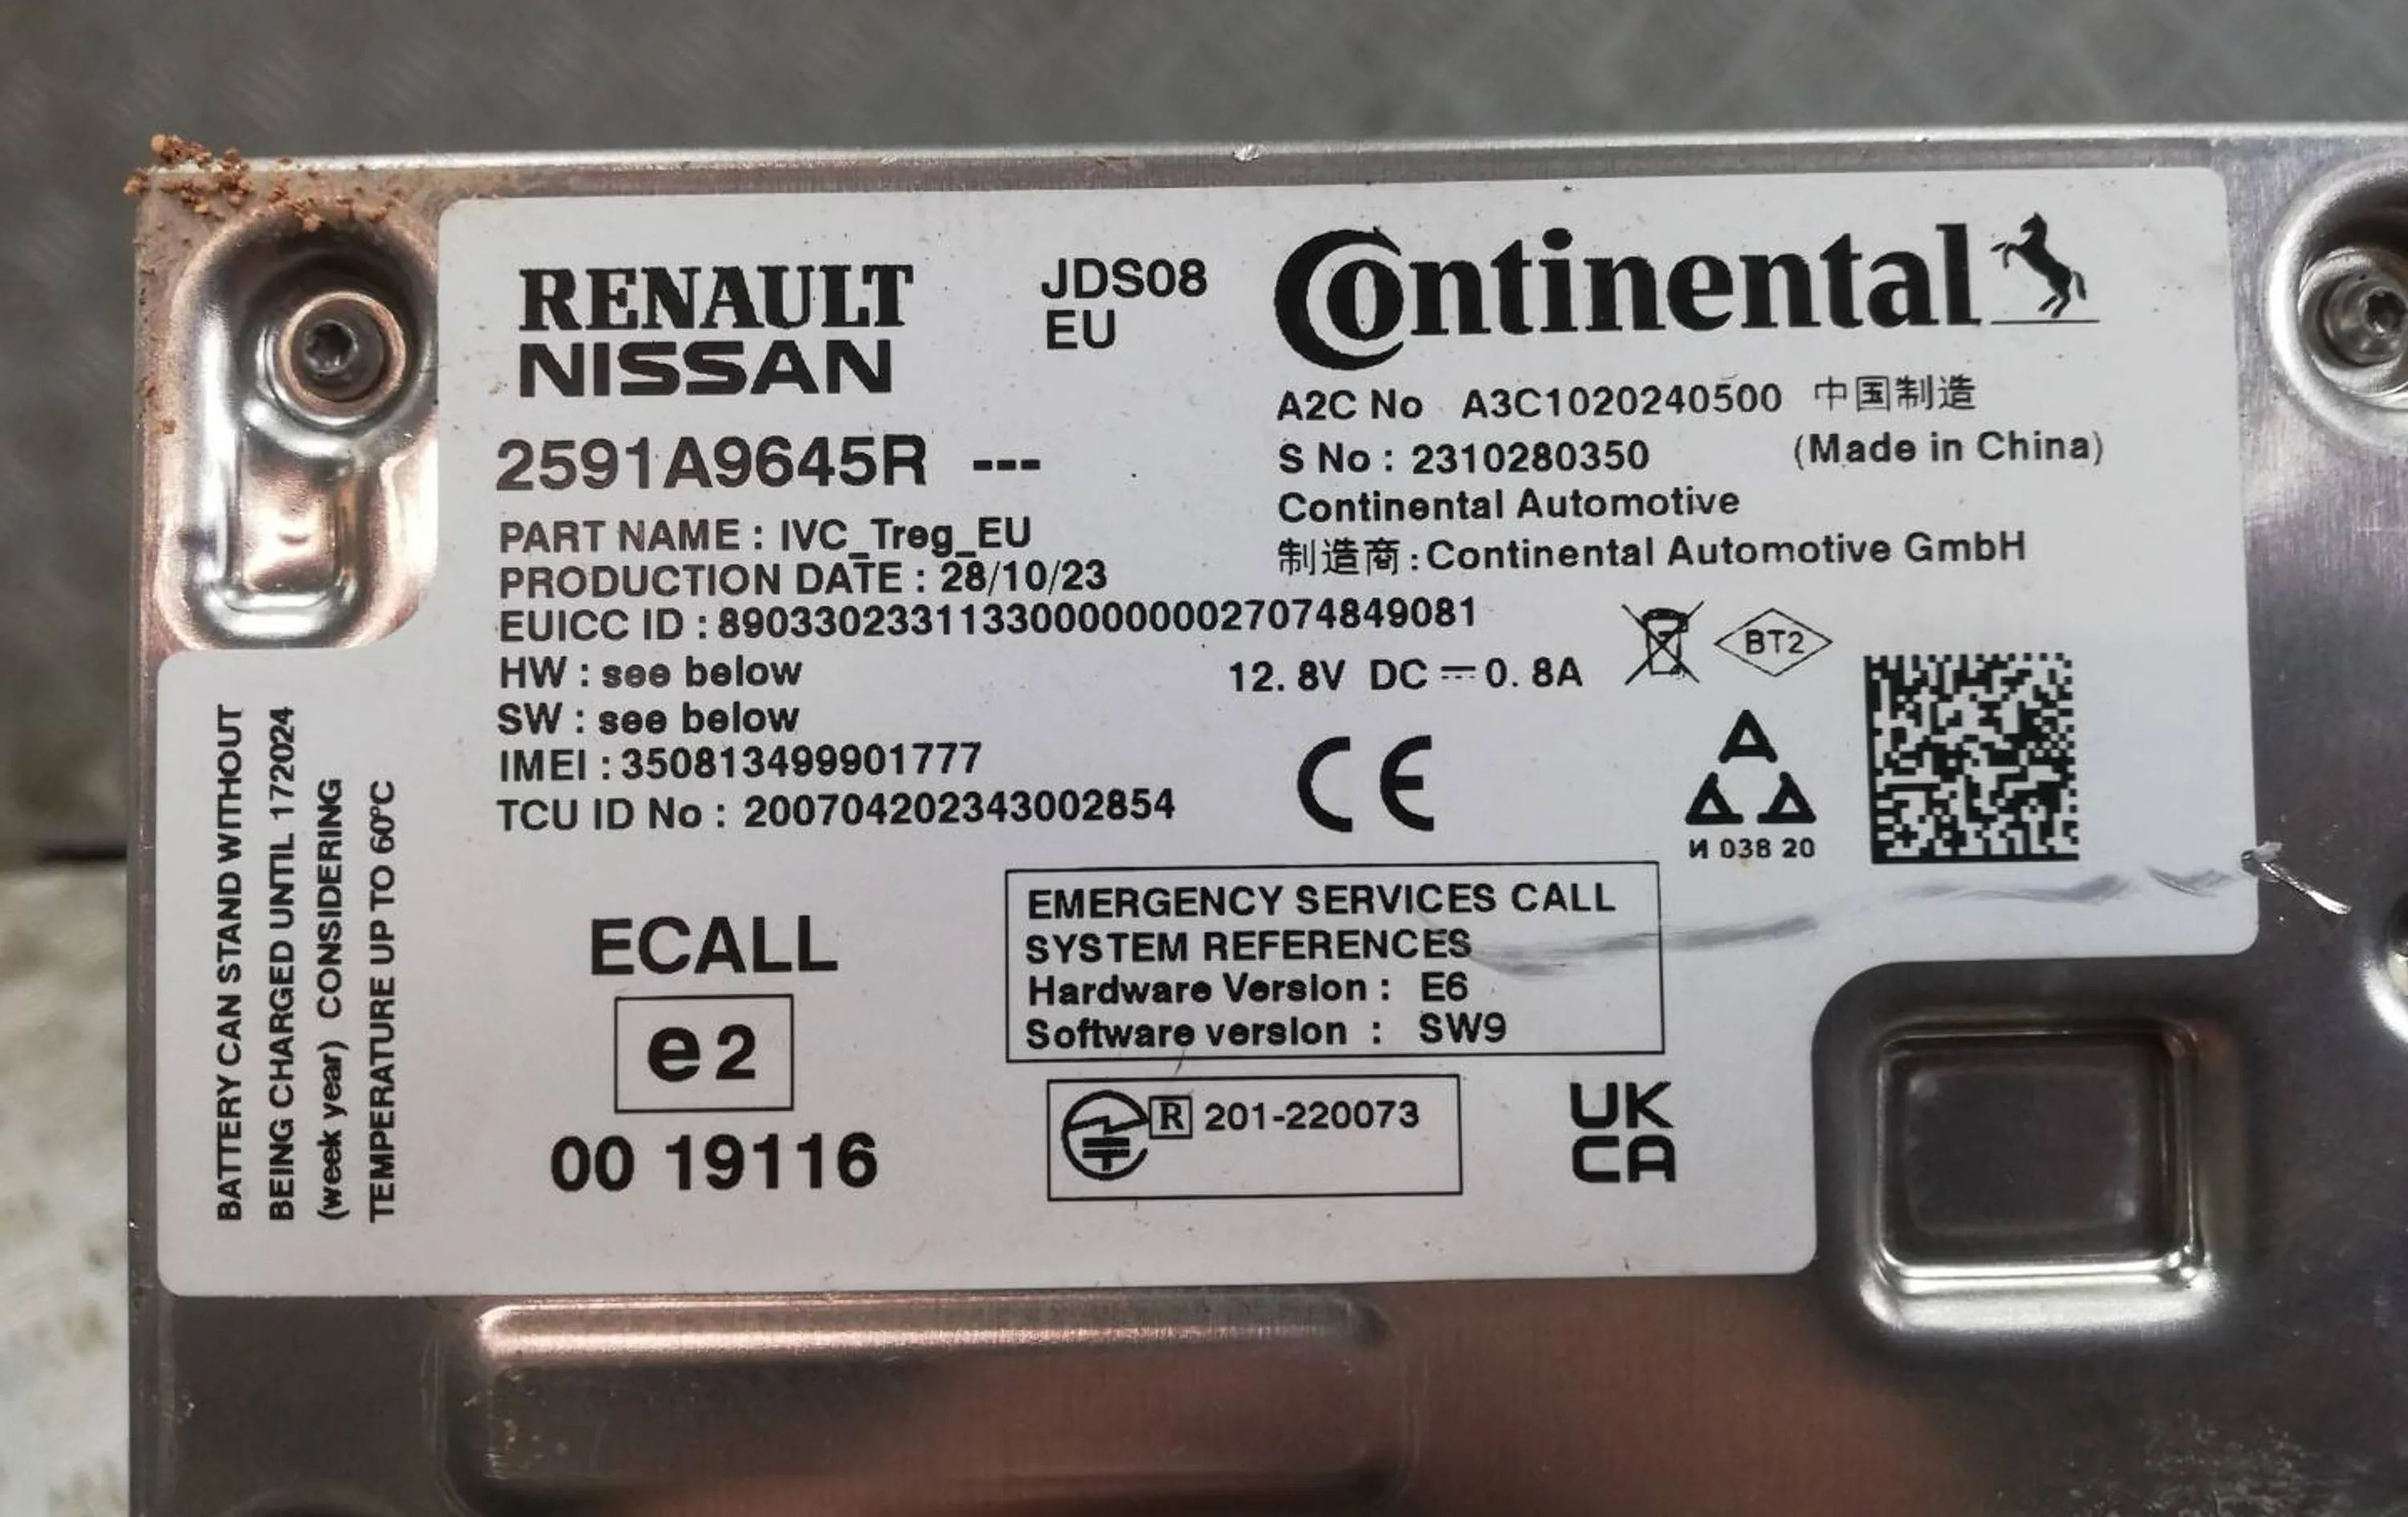 RENAULT
NISSAN
JDS08
EU
Continental
2591A9645R ---
A2C No A3C1020240500 中国制造
S No : 2310280350 (Made in China)
Continental Automotive
制造商 : Continental Automotive GmbH
PART NAME : IVC_Treg_EU
PRODUCTION DATE : 28/10/23
EUICC ID : 89033023311330000000027074849081
HW : see below
SW : see below
IMEI : 350813499901777
TCU ID No : 200704202343002854
12.8V DC ⎓ 0.8A
BT2
CE
И 038 20
BATTERY CAN STAND WITHOUT
BEING CHARGED UNTIL 172024
(week year) CONSIDERING
TEMPERATURE UP TO 60°C
ECALL
e2
00 19116
EMERGENCY SERVICES CALL
SYSTEM REFERENCES
Hardware Version : E6
Software version : SW9
R 201-220073
UK
CA